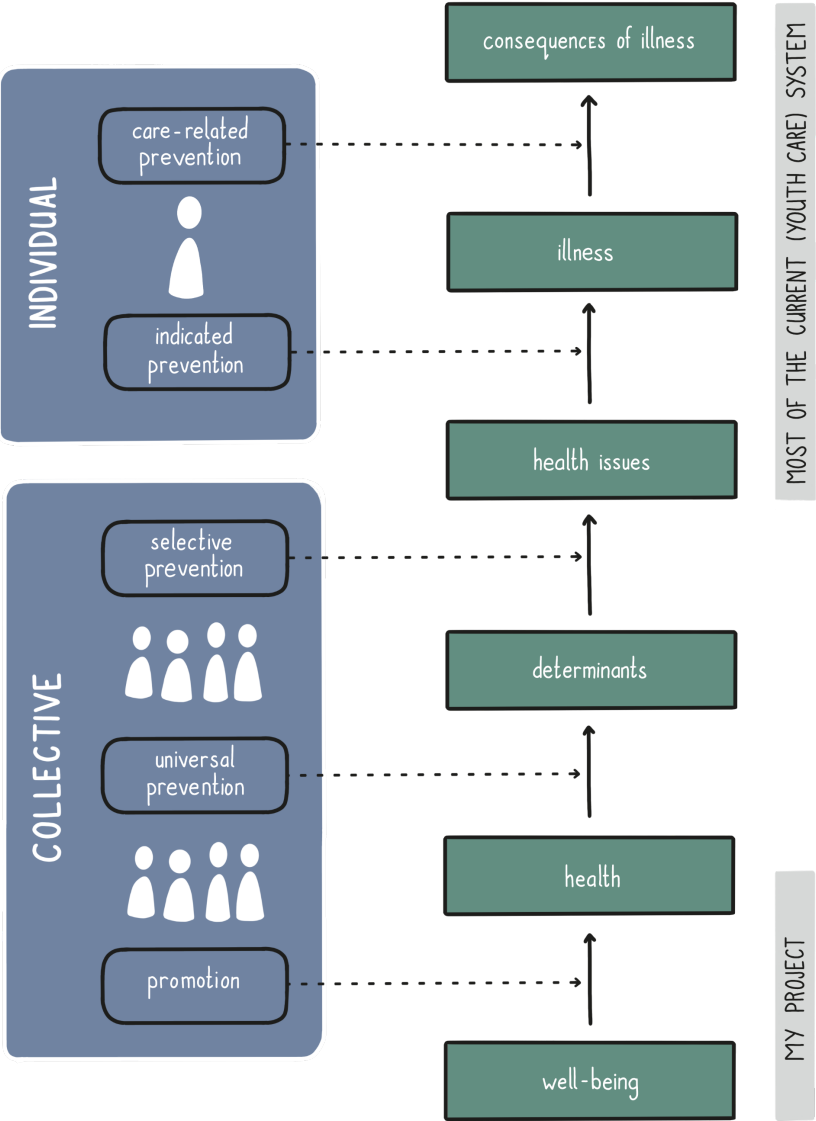 INDIVIDUAL
care-related
prevention
indicated
prevention
COLLECTIVE
selective
prevention
universal
prevention
promotion
consequences of illness
illness
health issues
determinants
health
well-being
MOST OF THE CURRENT (YOUTH CARE) SYSTEM
MY PROJECT